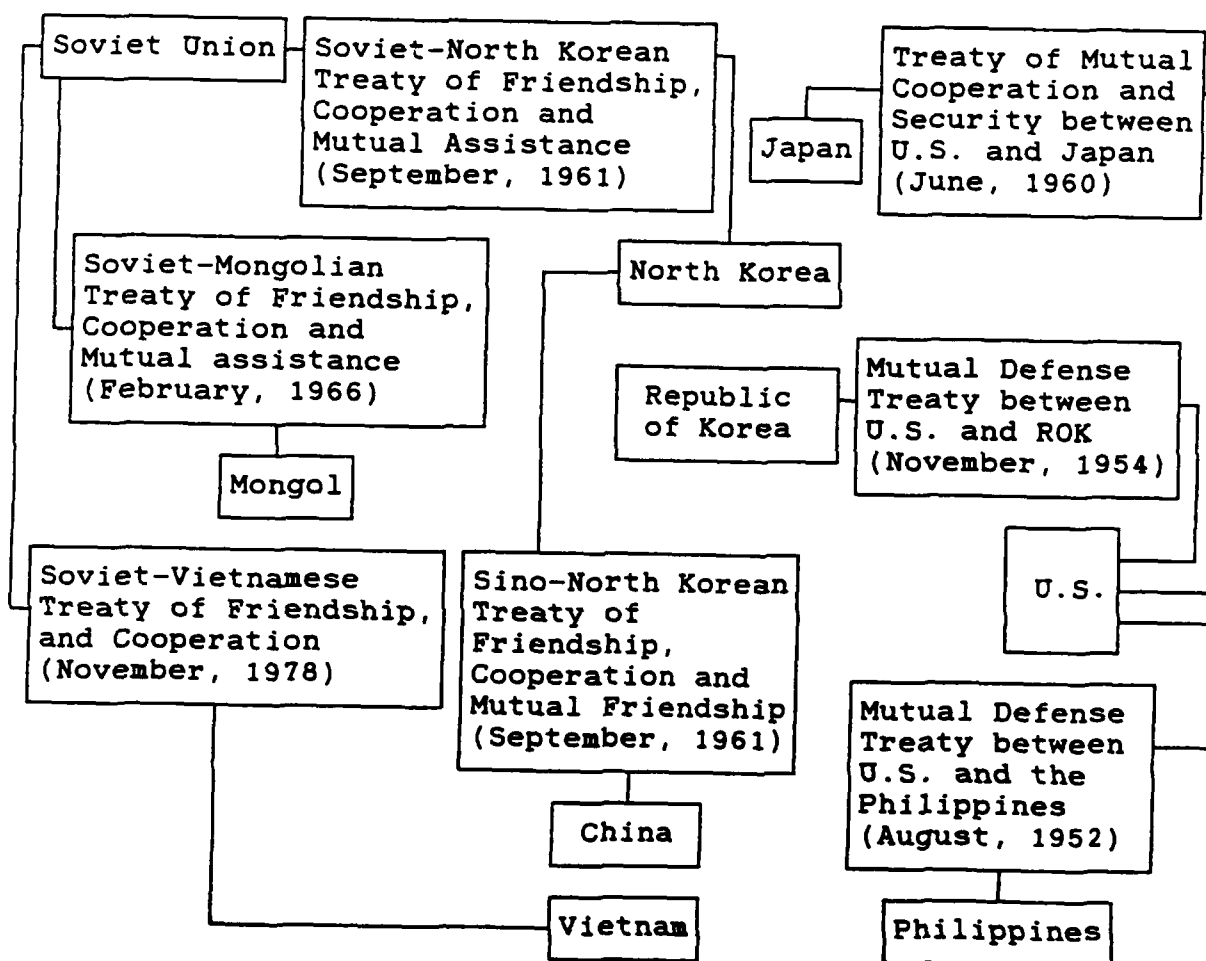 Soviet Union
Soviet-North Korean
Treaty of Friendship,
Cooperation and
Mutual Assistance
(September, 1961)
Treaty of Mutual
Cooperation and
Security between
U.S. and Japan
(June, 1960)
Japan
Soviet-Mongolian
Treaty of Friendship,
Cooperation and
Mutual assistance
(February, 1966)
North Korea
Republic
of Korea
Mutual Defense
Treaty between
U.S. and ROK
(November, 1954)
Mongol
Soviet-Vietnamese
Treaty of Friendship,
and Cooperation
(November, 1978)
Sino-North Korean
Treaty of
Friendship,
Cooperation and
Mutual Friendship
(September, 1961)
U.S.
Mutual Defense
Treaty between
U.S. and the
Philippines
(August, 1952)
China
Vietnam
Philippines